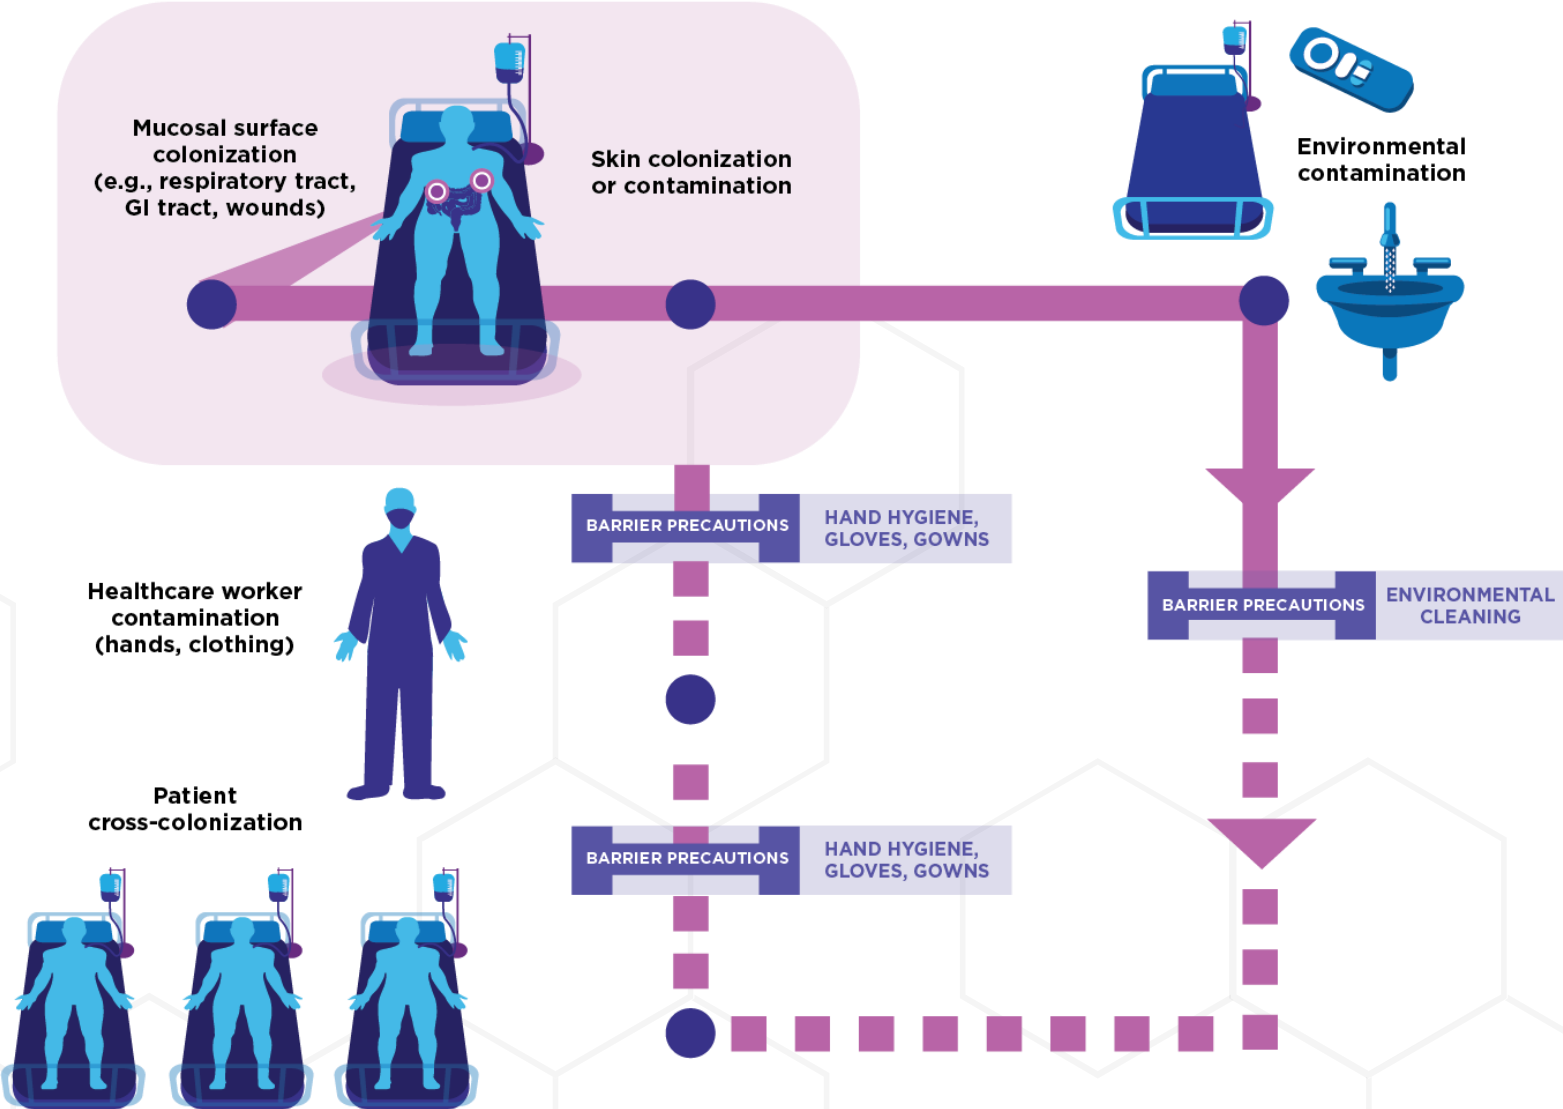 Mucosal surface
colonization
(e.g., respiratory tract,
GI tract, wounds)
Skin colonization
or contamination
Environmental
contamination
BARRIER PRECAUTIONS
HAND HYGIENE,
GLOVES, GOWNS
Healthcare worker
contamination
(hands, clothing)
BARRIER PRECAUTIONS
ENVIRONMENTAL
CLEANING
Patient
cross-colonization
BARRIER PRECAUTIONS
HAND HYGIENE,
GLOVES, GOWNS